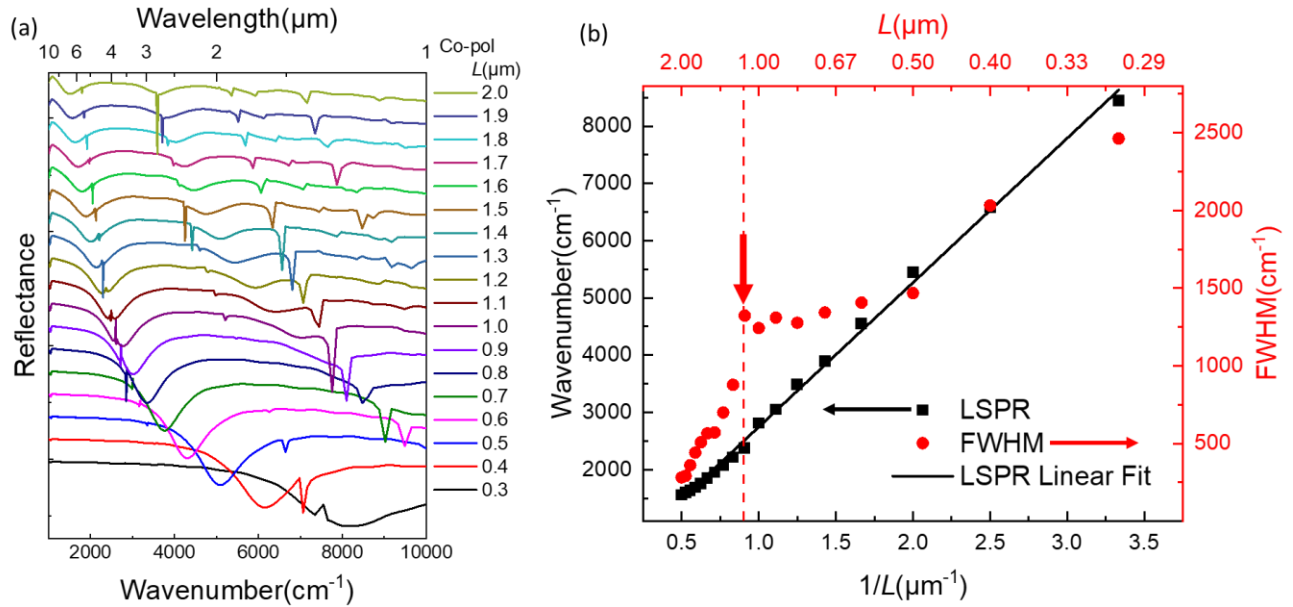 (a)
Wavelength(μm)
10 6 4 3 2 1
Co-pol
L(μm)
2.0
1.9
1.8
1.7
1.6
1.5
1.4
1.3
1.2
1.1
1.0
0.9
0.8
0.7
0.6
0.5
0.4
0.3
Reflectance
2000 4000 6000 8000 10000
Wavenumber(cm⁻¹)
(b)
L(μm)
2.00 1.00 0.67 0.50 0.40 0.33 0.29
Wavenumber(cm⁻¹)
8000
7000
6000
5000
4000
3000
2000
2500
2000
1500
1000
500
FWHM(cm⁻¹)
LSPR
FWHM
LSPR Linear Fit
0.5 1.0 1.5 2.0 2.5 3.0 3.5
1/L(μm⁻¹)